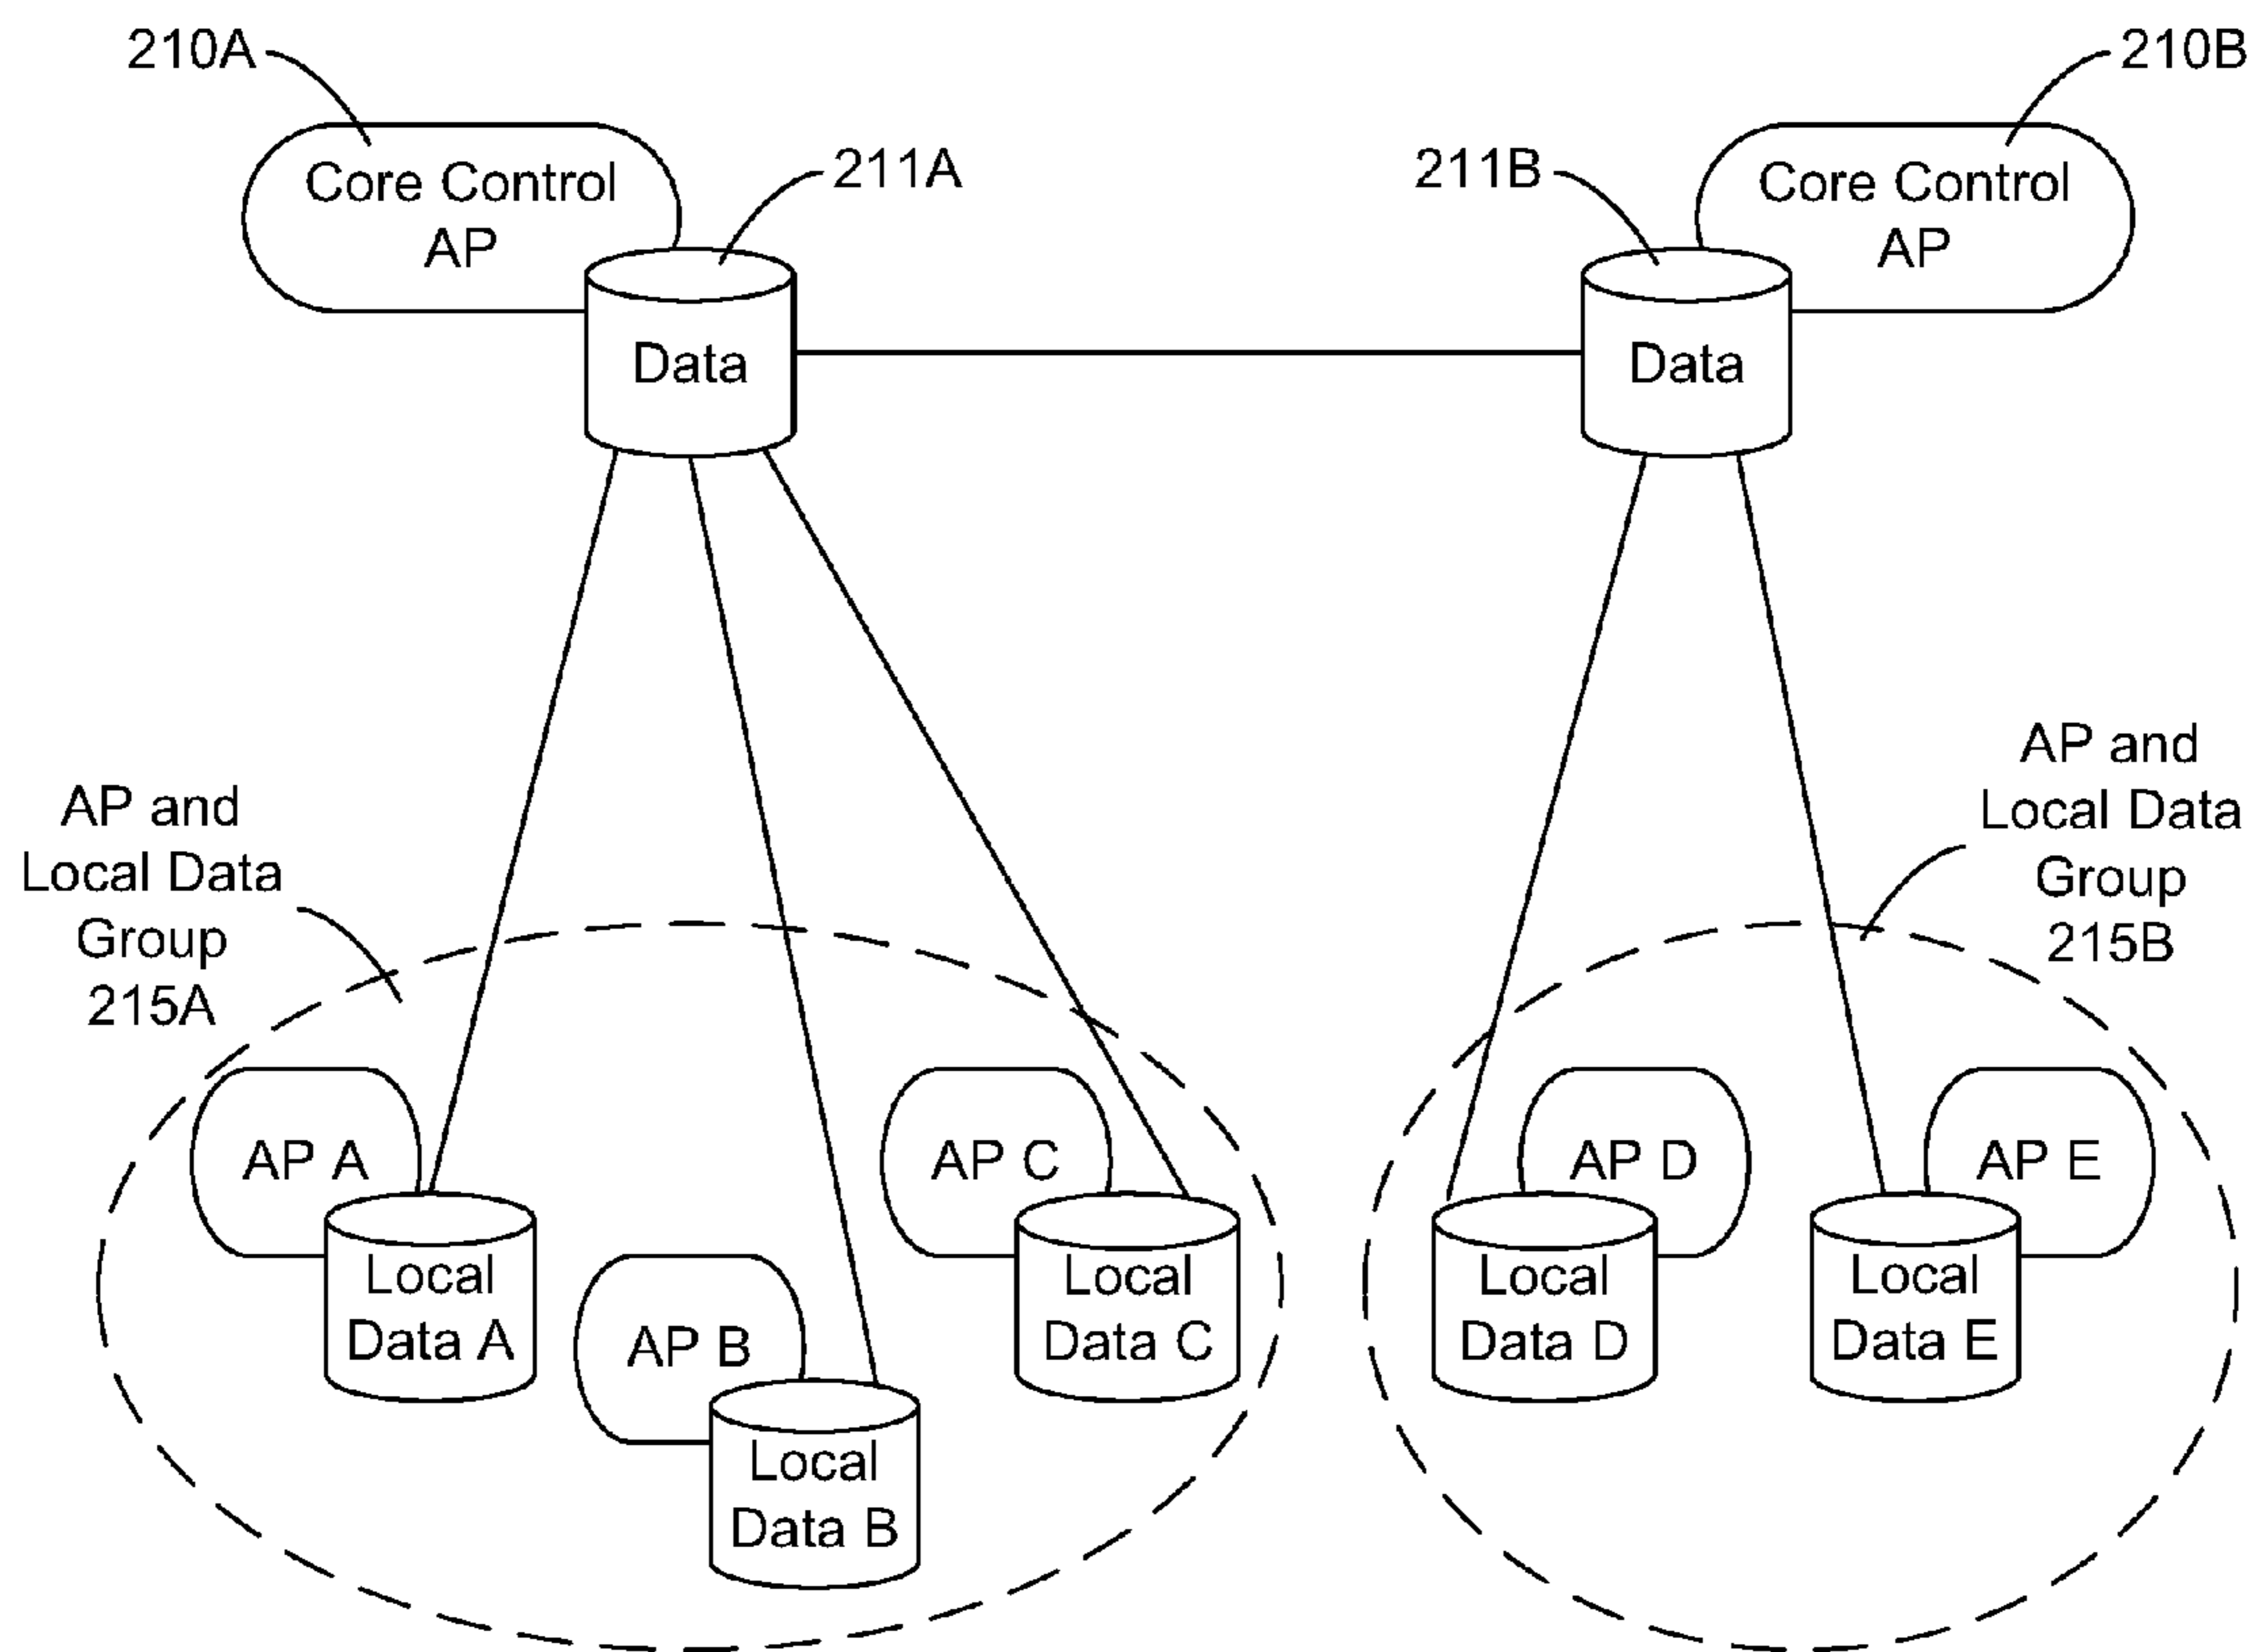 210A
210B
Core Control
AP
211A
211B
Core Control
AP
Data
Data
AP and
Local Data
Group
215A
AP and
Local Data
Group
215B
AP A
AP C
AP D
AP E
Local
Data A
AP B
Local
Data C
Local
Data D
Local
Data E
Local
Data B